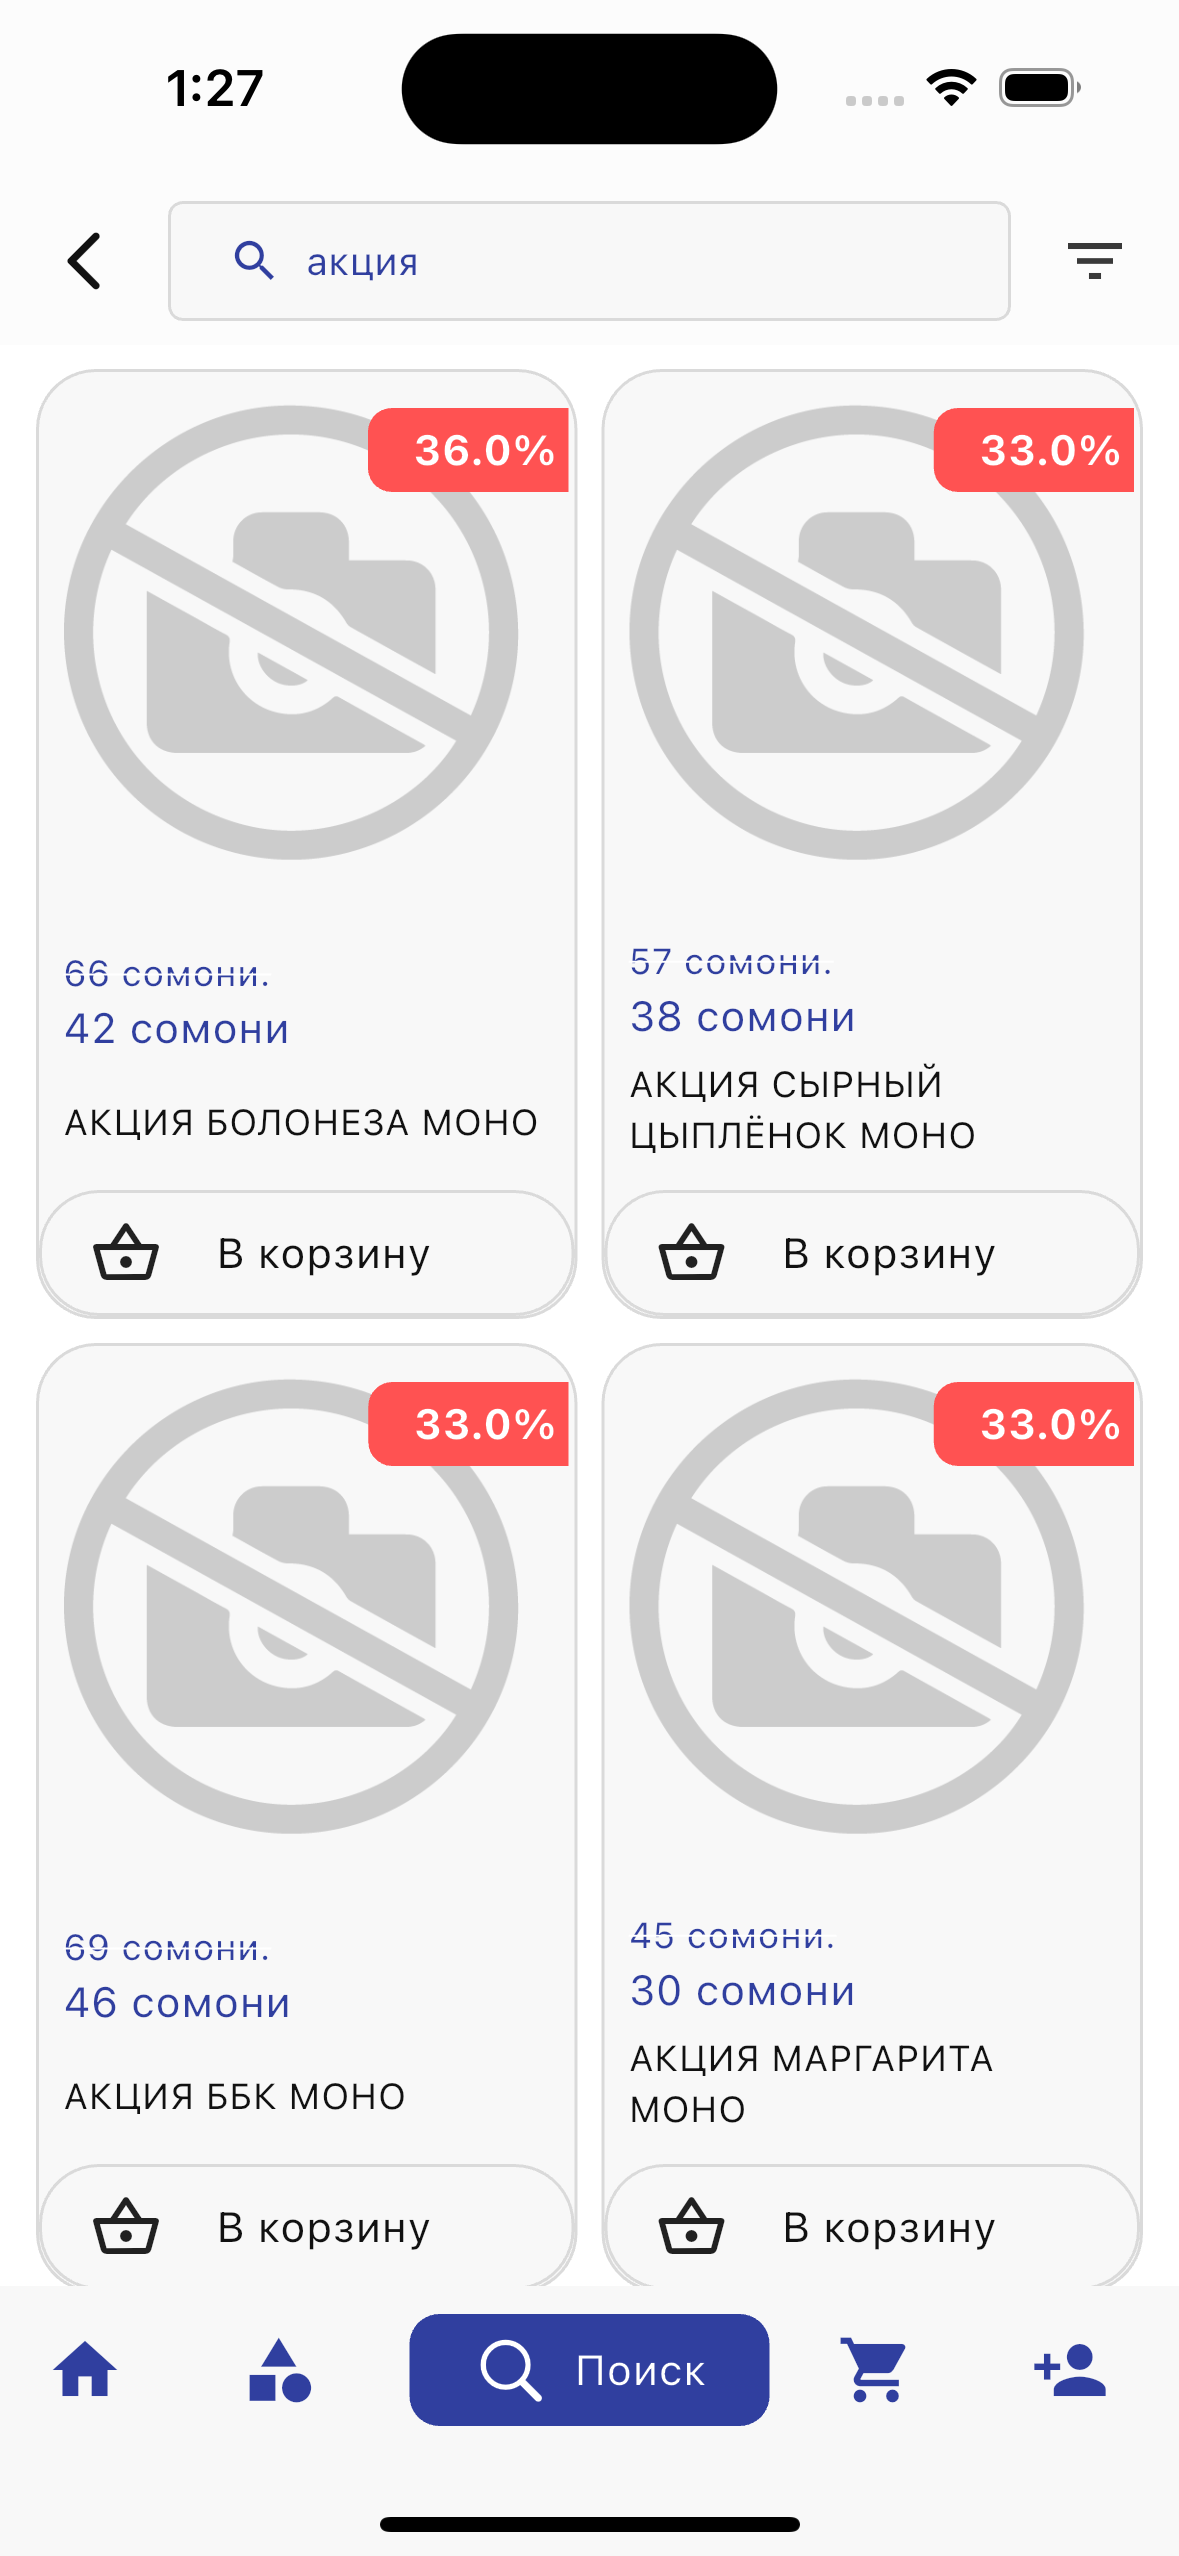 1:27
акция
36.0%
33.0%
66 сомони.
42 сомони
АКЦИЯ БОЛОНЕЗА МОНО
57 сомони.
38 сомони
АКЦИЯ СЫРНЫЙ
ЦЫПЛЁНОК МОНО
В корзину
В корзину
33.0%
33.0%
69 сомони.
46 сомони
АКЦИЯ ББК МОНО
45 сомони.
30 сомони
АКЦИЯ МАРГАРИТА
МОНО
В корзину
В корзину
Поиск